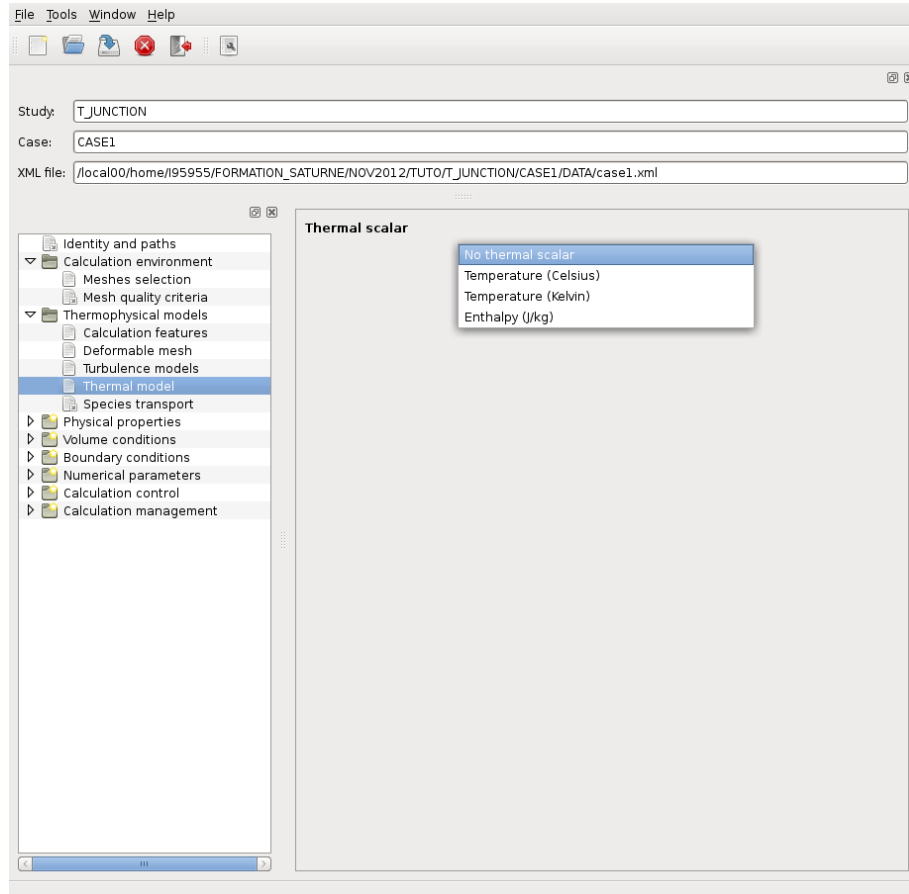 File Tools Window Help
Study: T_JUNCTION
Case: CASE1
XML file: /local00/home/I95955/FORMATION_SATURNE/NOV2012/TUTO/T_JUNCTION/CASE1/DATA/case1.xml
Identity and paths
Calculation environment
Meshes selection
Mesh quality criteria
Thermophysical models
Calculation features
Deformable mesh
Turbulence models
Thermal model
Species transport
Physical properties
Volume conditions
Boundary conditions
Numerical parameters
Calculation control
Calculation management
Thermal scalar
No thermal scalar
Temperature (Celsius)
Temperature (Kelvin)
Enthalpy (J/kg)